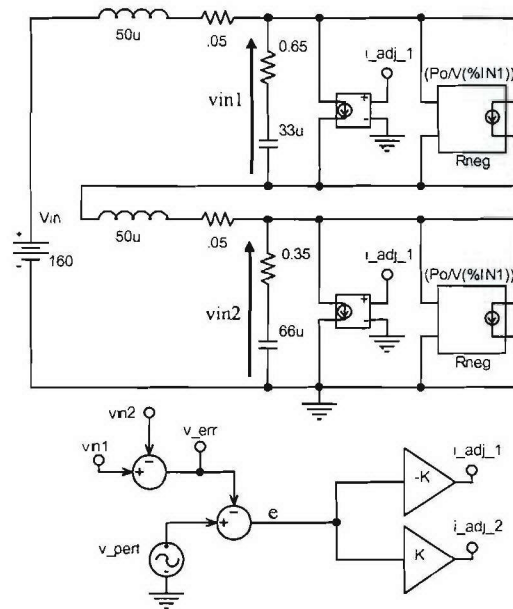 50u
.05
0.65
i_adj_1
(Po/V(%IN1))
vin1
33u
Rneg
Vin
+
-
160
50u
.05
0.35
i_adj_1
(Po/V(%IN1))
vin2
66u
Rneg
vin2
v_err
vin1
+
-
-K
i_adj_1
e
+
-
v_pert
K
i_adj_2